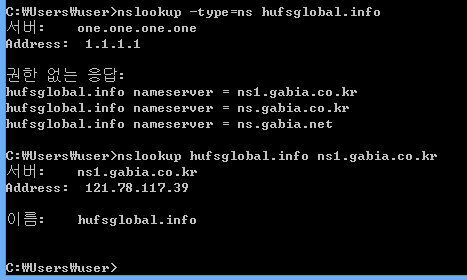 C:₩Users₩user>nslookup -type=ns hufsglobal.info
서버:    one.one.one.one
Address:  1.1.1.1
권한 없는 응답:
hufsglobal.info nameserver = ns1.gabia.co.kr
hufsglobal.info nameserver = ns.gabia.co.kr
hufsglobal.info nameserver = ns.gabia.net
C:₩Users₩user>nslookup hufsglobal.info ns1.gabia.co.kr
서버:    ns1.gabia.co.kr
Address:  121.78.117.39
이름:    hufsglobal.info
C:₩Users₩user>